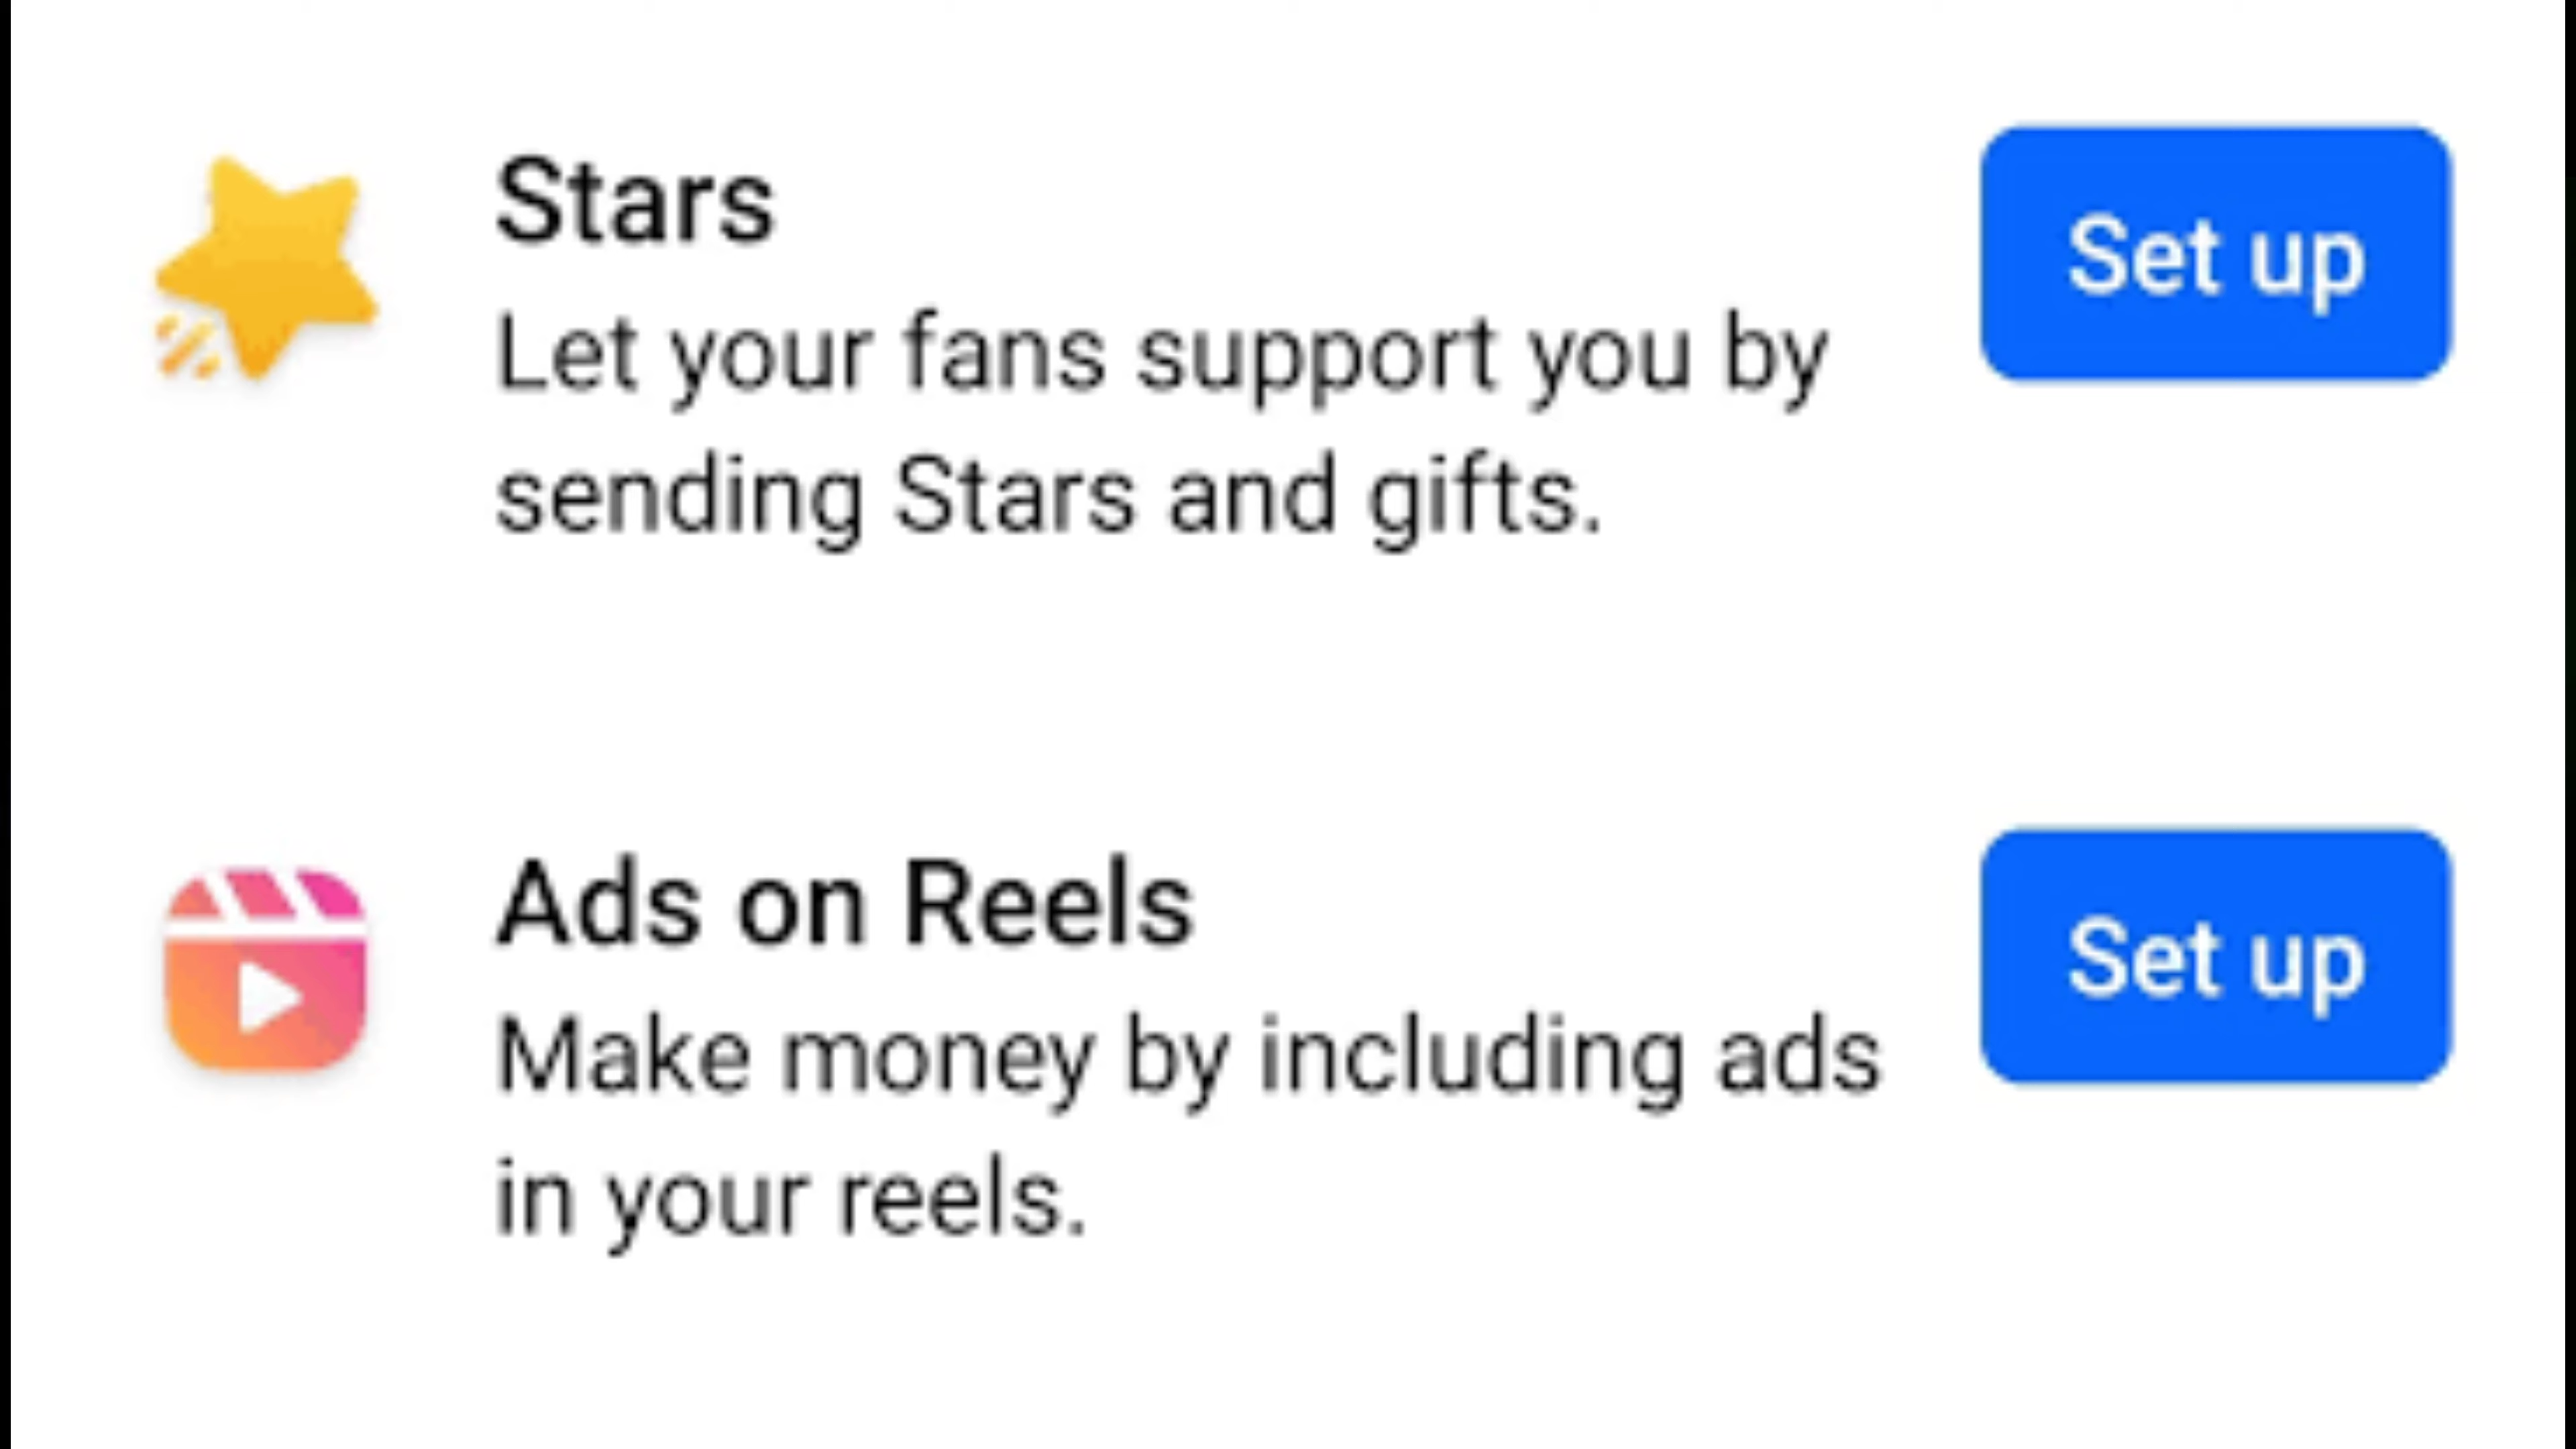 Stars
Set up
Let your fans support you by
sending Stars and gifts.
Ads on Reels
Set up
Make money by including ads
in your reels.